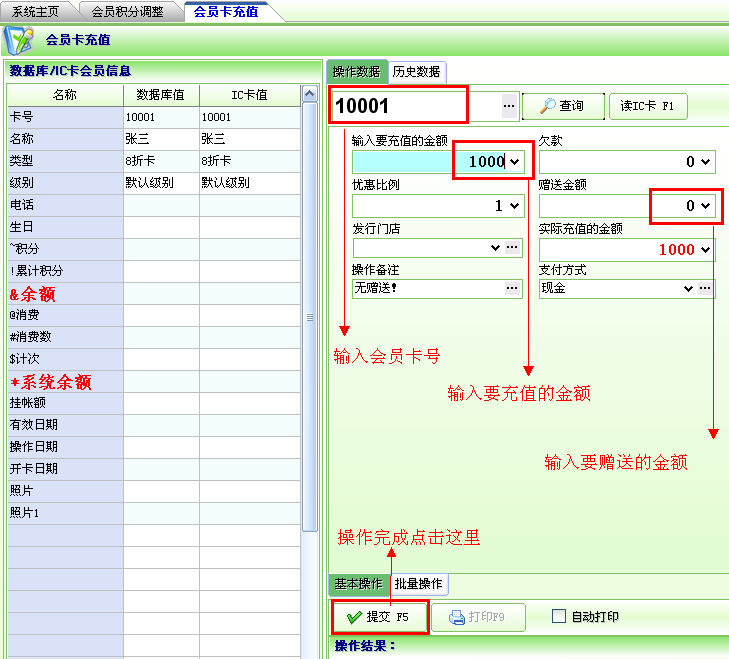 系统主页 会员积分调整 会员卡充值
会员卡充值
数据库/IC卡会员信息
名称 数据库值 IC卡值
卡号 10001 10001
名称 张三 张三
类型 8折卡 8折卡
级别 默认级别 默认级别
电话
生日
~积分
!累计积分
&余额
@消费
#消费数
$计次
*系统余额
挂帐额
有效日期
操作日期
开卡日期
照片
照片1
操作数据 历史数据
10001 ... 查询 读IC卡 F1
输入要充值的金额 欠款
1000 0
优惠比例 赠送金额
1 0
发行门店 实际充值的金额
... 1000
操作备注 支付方式
无赠送! ... 现金 ...
输入会员卡号
输入要充值的金额
输入要赠送的金额
操作完成点击这里
基本操作 批量操作
提交 F5 打印F9 自动打印
操作结果：